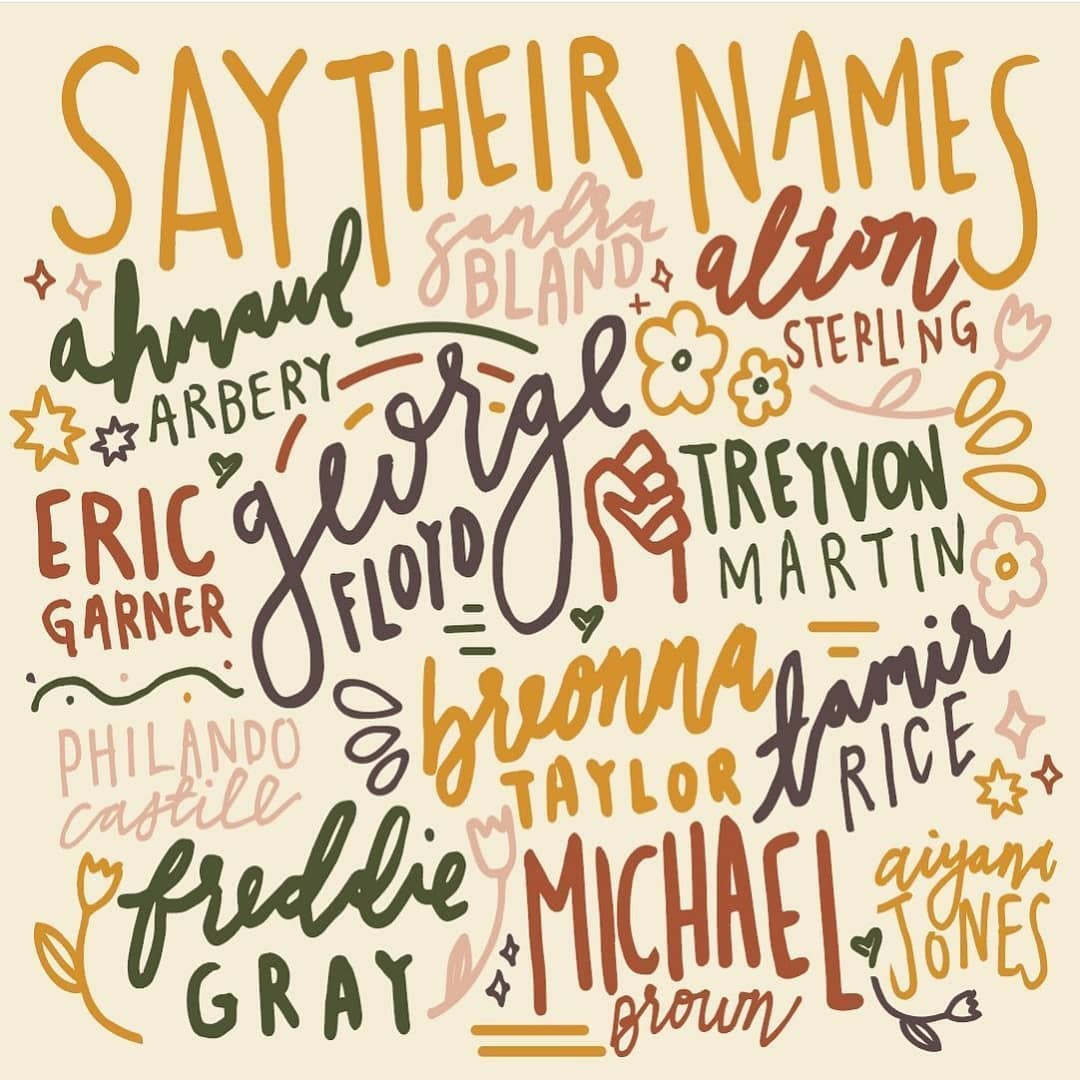 SAY THEIR NAMES
sandra
BLAND
alton
STERLING
ahmaud
ARBERY
george
FLOYD
TREYVON
MARTIN
ERIC
GARNER
breonna
TAYLOR
tamir
RICE
PHILANDO
castile
freddie
GRAY
MICHAEL
brown
aiyana
JONES